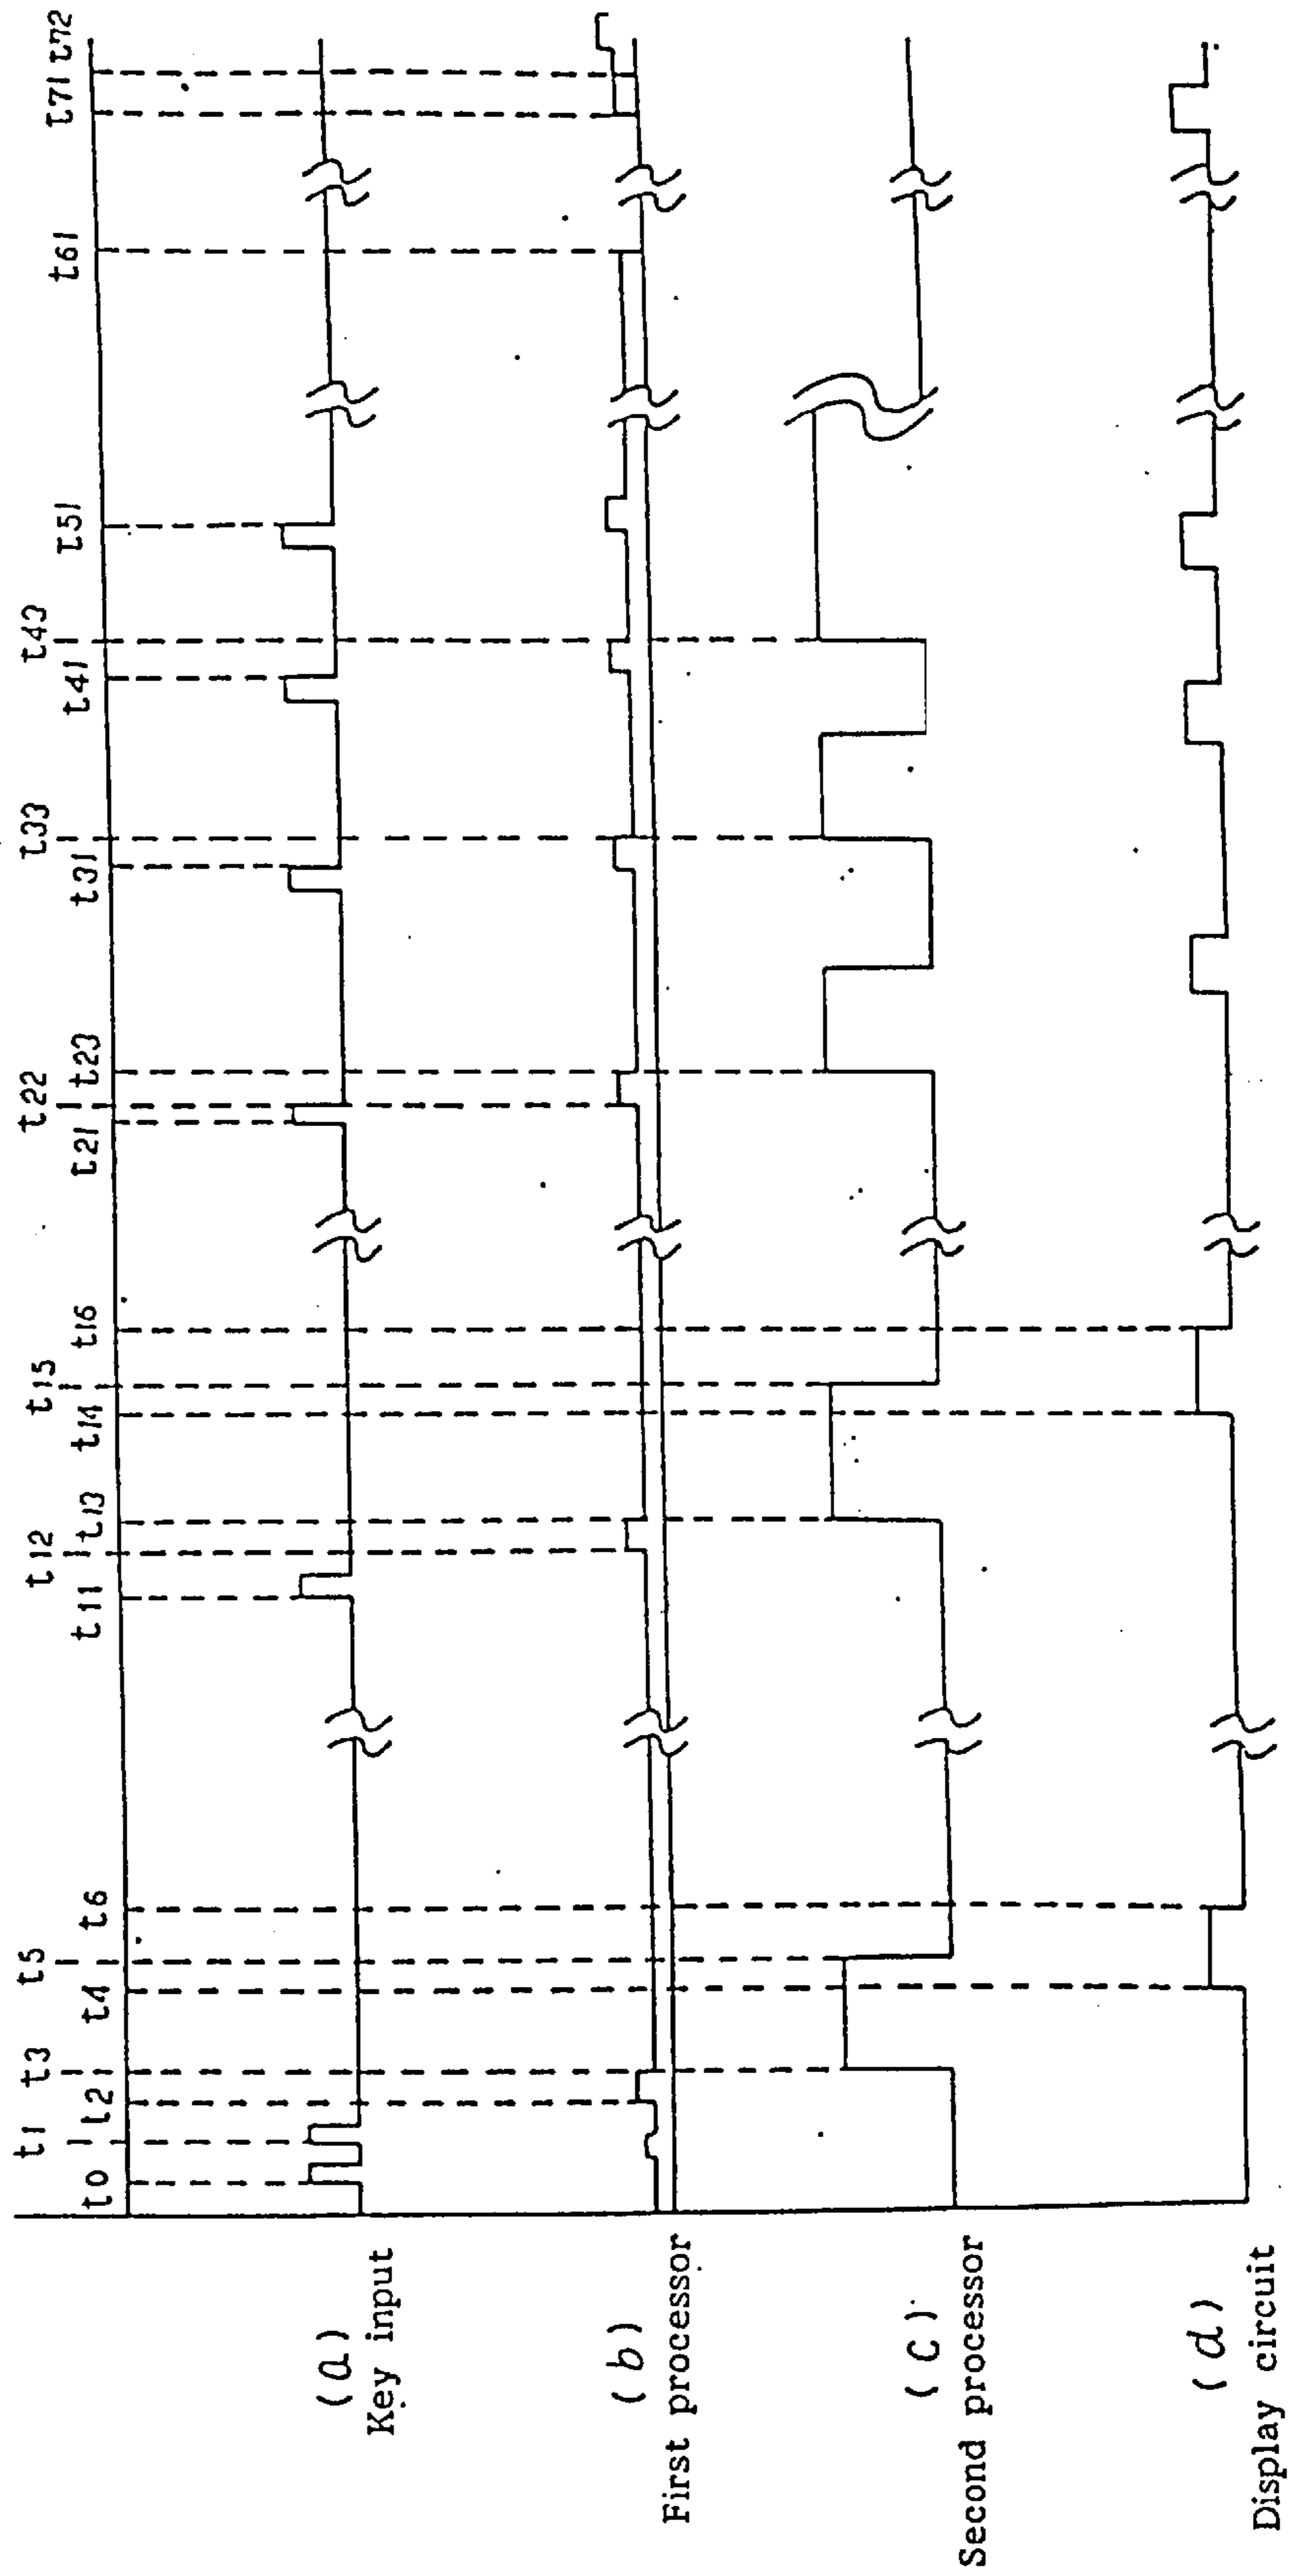 t0 t1 t2 t3 t4 t5 t6 t11 t12 t13 t14 t15 t16 t21 t22 t23 t31 t33 t41 t43 t51 t61 t71 t72
(a)
Key input
(b)
First processor
(c)
Second processor
(d)
Display circuit